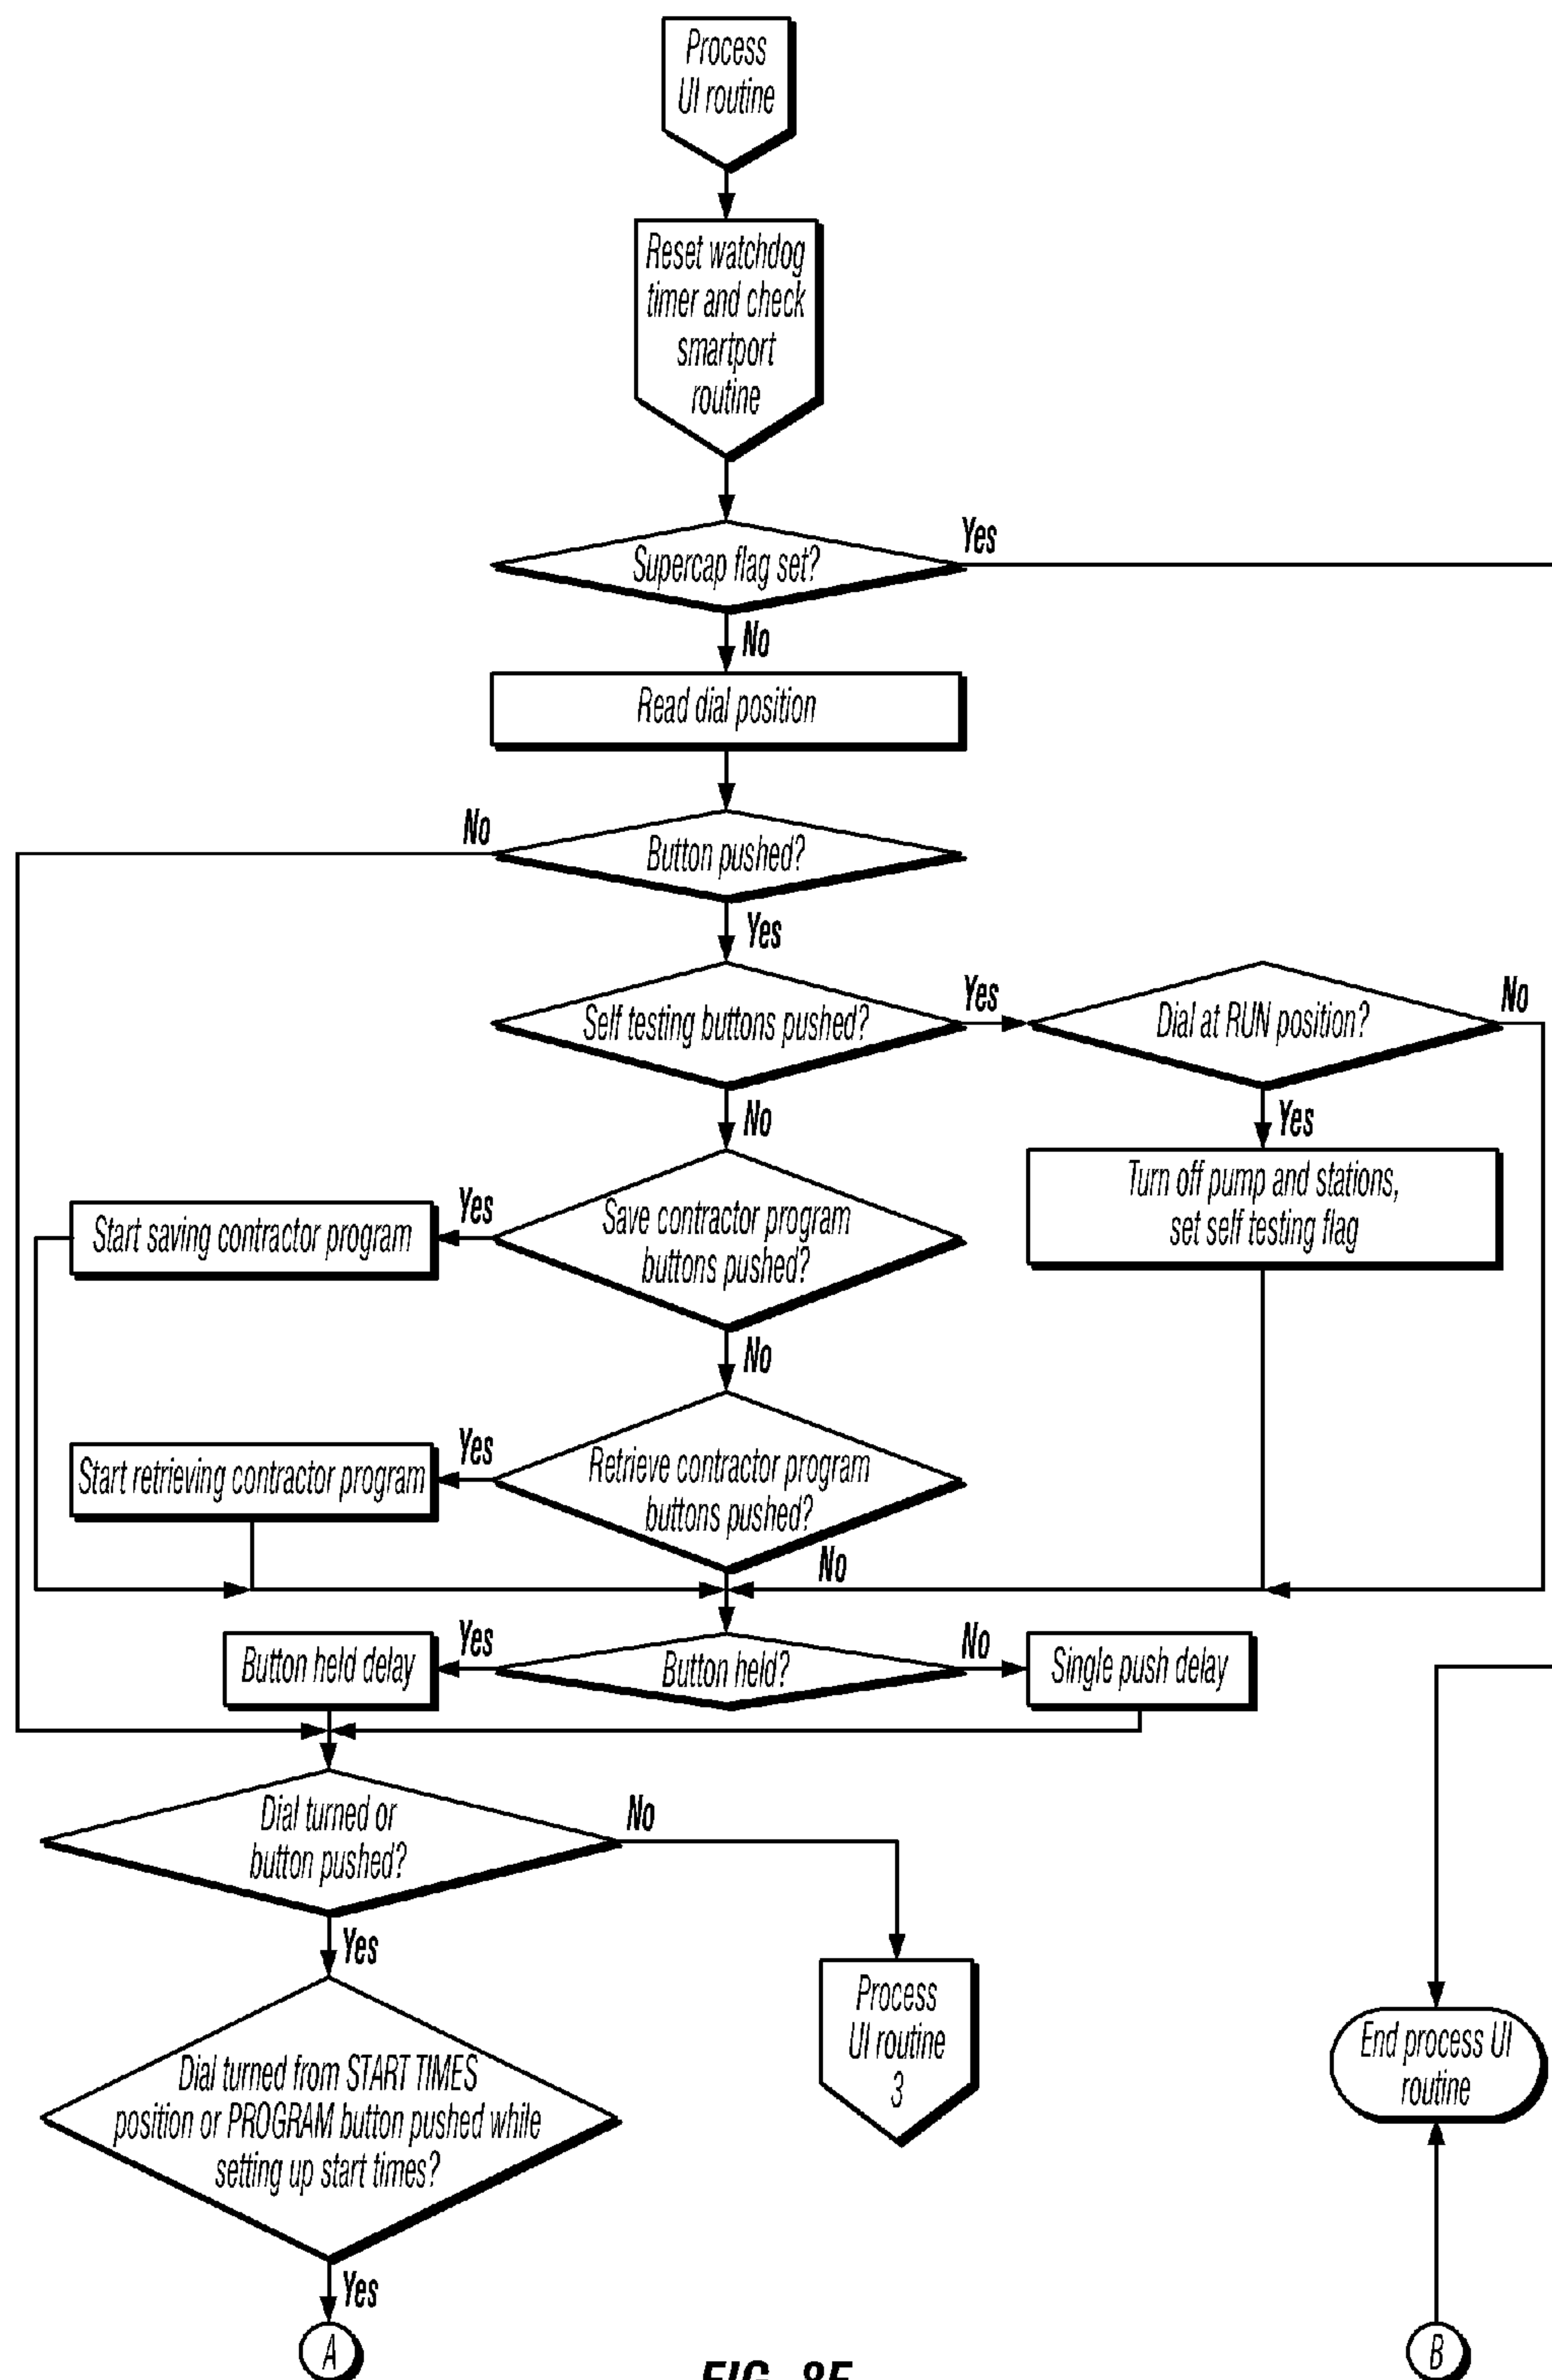 Process
UI routine
Reset watchdog
timer and check
smartport
routine
Supercap flag set?
Yes
No
Read dial position
No
Button pushed?
Yes
Self testing buttons pushed?
Yes
Dial at RUN position?
No
No
Yes
Turn off pump and stations,
set self testing flag
Start saving contractor program
Yes
Save contractor program
buttons pushed?
No
Start retrieving contractor program
Yes
Retrieve contractor program
buttons pushed?
No
Button held delay
Yes
Button held?
No
Single push delay
Dial turned or
button pushed?
No
Yes
Process
UI routine
3
Dial turned from START TIMES
position or PROGRAM button pushed while
setting up start times?
End process UI
routine
Yes
A
B
FIG. 8E